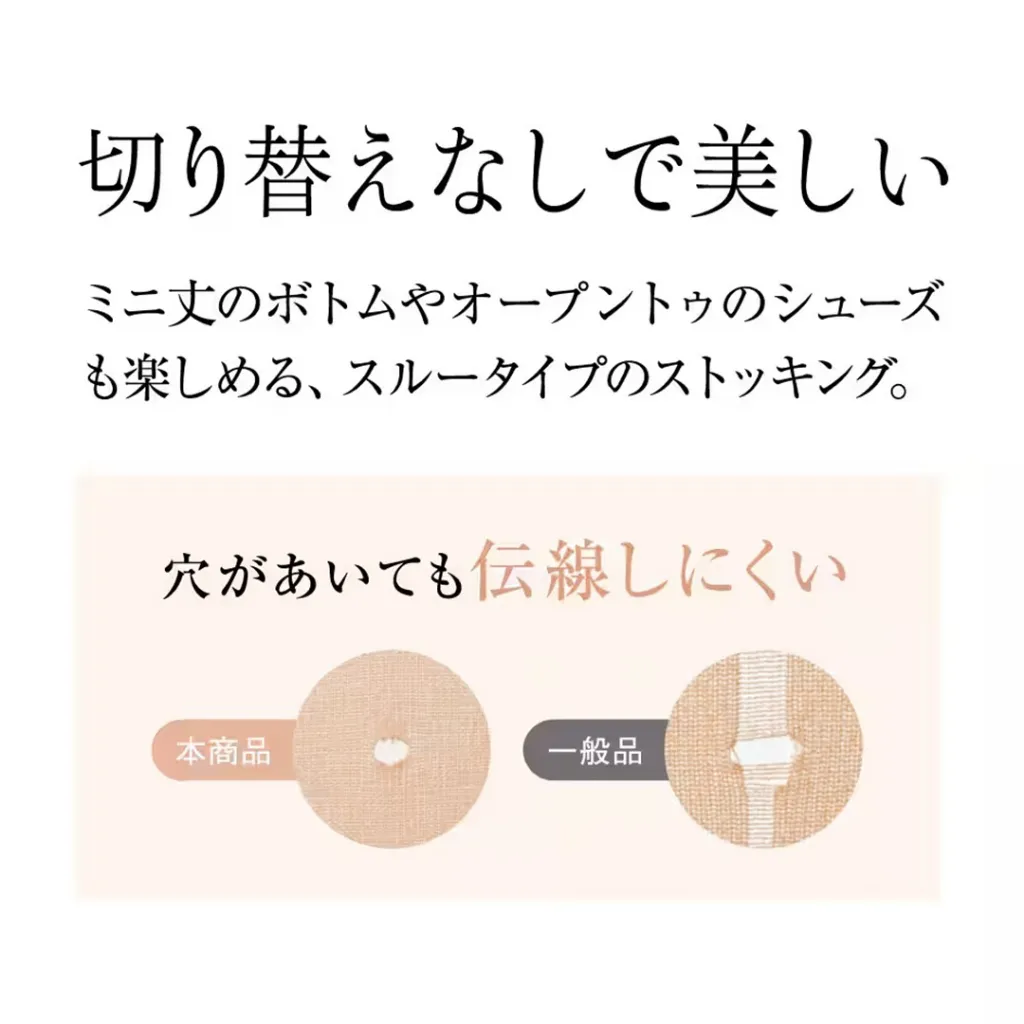 切り替えなしで美しい
ミニ丈のボトムやオープントゥのシューズ
も楽しめる、スルータイプのストッキング。
穴があいても伝線しにくい
本商品
一般品